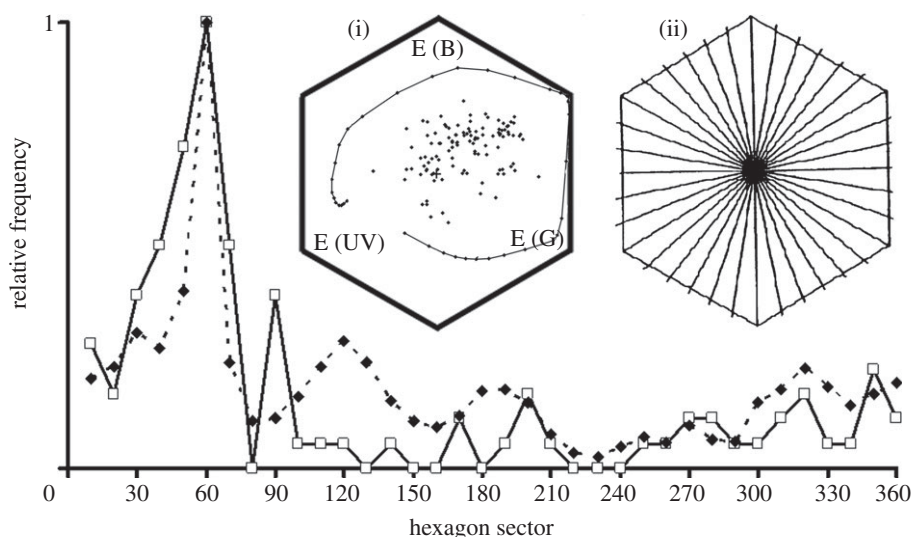 1
(i)
(ii)
E (B)
E (UV)
E (G)
relative frequency
0 30 60 90 120 150 180 210 240 270 300 330 360
hexagon sector